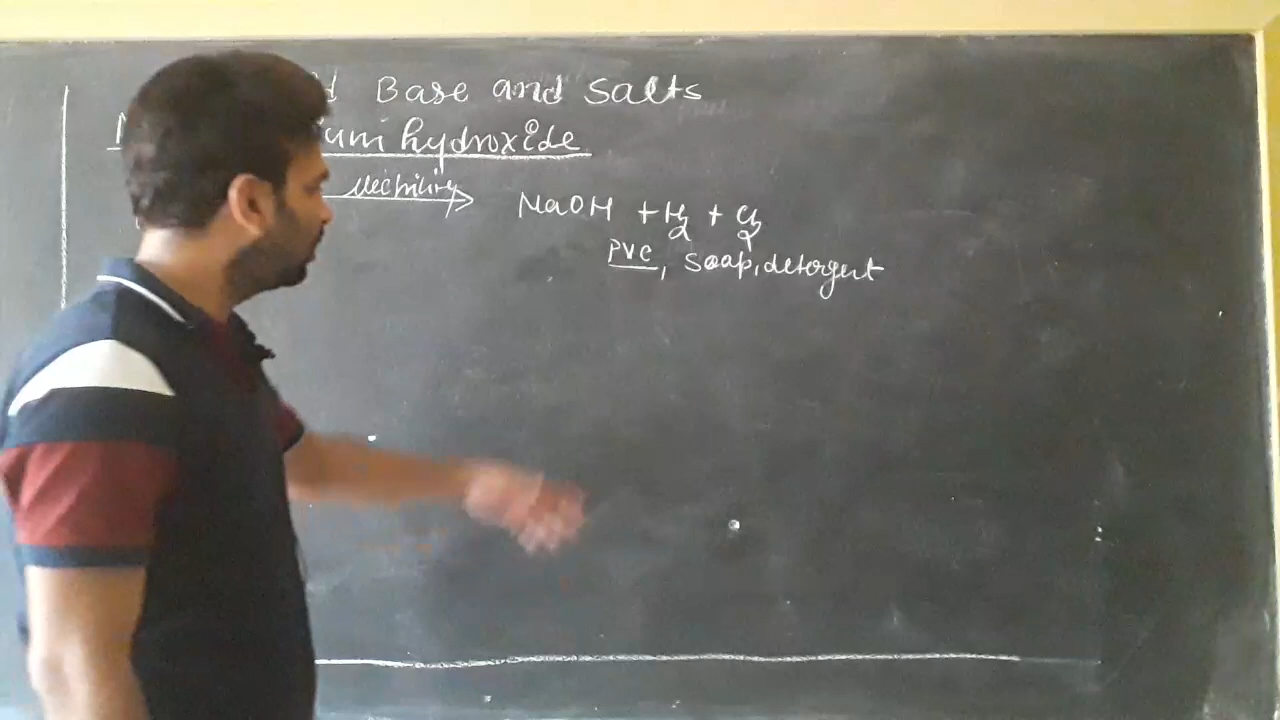 Base and Salts
hydroxide
NaOH + H2 + Cl2
PVC, Soap, detergent